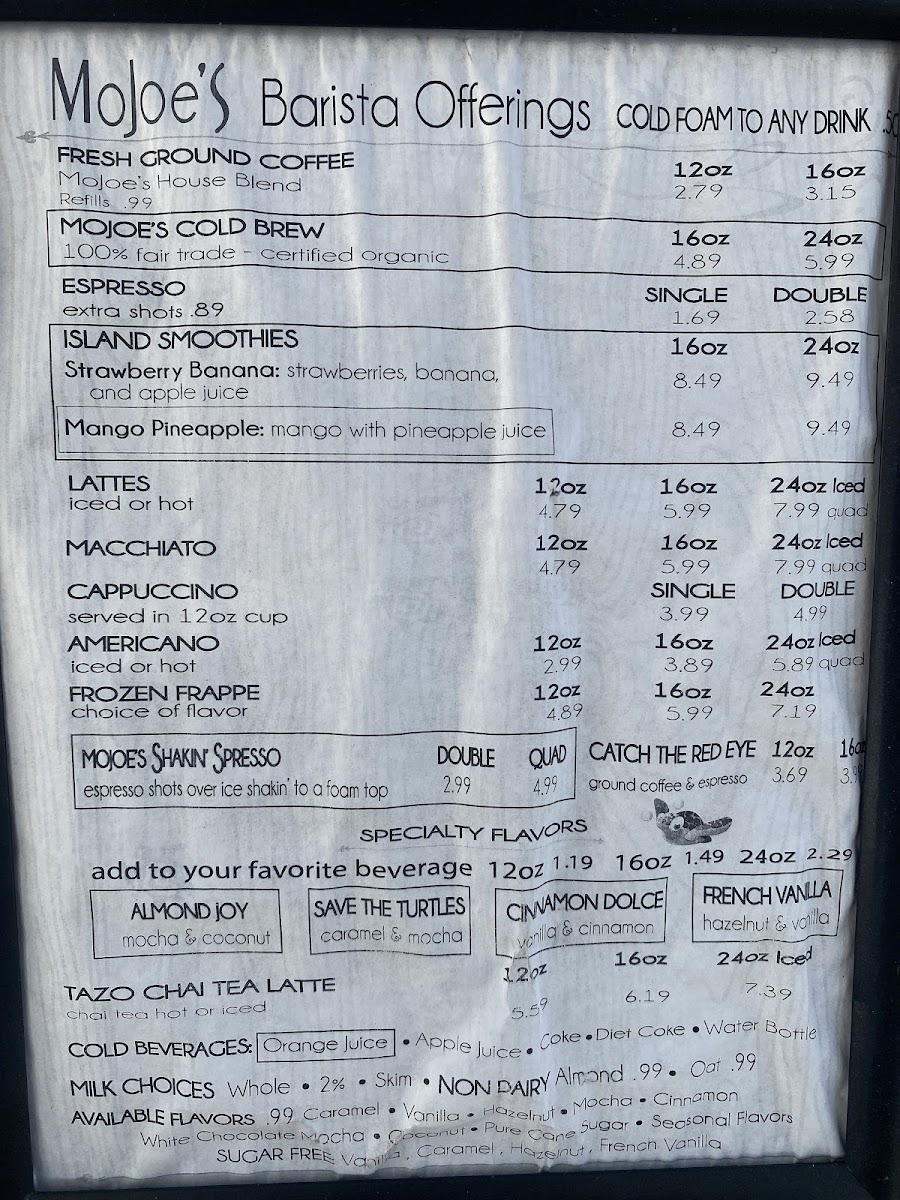 MoJoe'S Barista Offerings COLD FOAM TO ANY DRINK
FRESH GROUND COFFEE 12oz 16oz
MoJoe's House Blend 2.79 3.15
Refills .99
MOJOE'S COLD BREW 16oz 24oz
100% fair trade - certified organic 4.89 5.99
ESPRESSO SINGLE DOUBLE
extra shots .89 1.69 2.58
ISLAND SMOOTHIES 16oz 24oz
Strawberry Banana: strawberries, banana, 8.49 9.49
and apple juice
Mango Pineapple: mango with pineapple juice 8.49 9.49
LATTES 12oz 16oz 24oz Iced
iced or hot 4.79 5.99 7.99 quad
MACCHIATO 12oz 16oz 24oz Iced
4.79 5.99 7.99 quad
CAPPUCCINO SINGLE DOUBLE
served in 12oz cup 3.99 4.99
AMERICANO 12oz 16oz 24oz Iced
iced or hot 2.99 3.89 5.89 quad
FROZEN FRAPPE 12oz 16oz 24oz
choice of flavor 4.89 5.99 7.19
MOJOE'S SHAKIN' SPRESSO DOUBLE QUAD
espresso shots over ice shakin' to a foam top 2.99 4.99
CATCH THE RED EYE 12oz 16oz
ground coffee & espresso 3.69
SPECIALTY FLAVORS
add to your favorite beverage 12oz 1.19 16oz 1.49 24oz 2.29
ALMOND JOY SAVE THE TURTLES CINNAMON DOLCE FRENCH VANILLA
mocha & coconut caramel & mocha vanilla & cinnamon hazelnut & vanilla
TAZO CHAI TEA LATTE 12oz 16oz 24oz Iced
chai tea hot or iced 5.59 6.19 7.39
COLD BEVERAGES: Orange Juice • Apple Juice • Coke • Diet Coke • Water Bottle
MILK CHOICES Whole • 2% • Skim • NON DAIRY Almond .99 • Oat .99
AVAILABLE FLAVORS .99 Caramel • Vanilla • Hazelnut • Mocha • Cinnamon
White Chocolate Mocha • Coconut • Pure Cane Sugar • Seasonal Flavors
SUGAR FREE Vanilla, Caramel, Hazelnut, French Vanilla